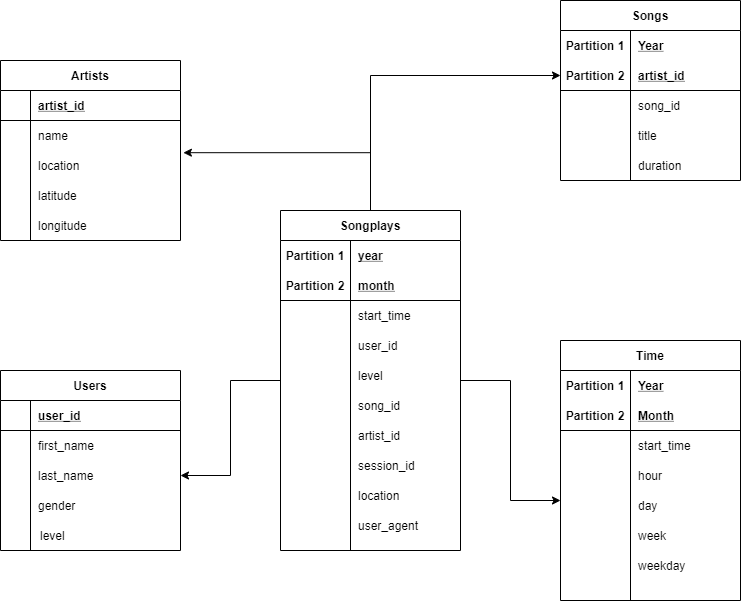 Songs
Partition 1 Year
Partition 2 artist_id
song_id
title
duration
Artists
artist_id
name
location
latitude
longitude
Songplays
Partition 1 year
Partition 2 month
start_time
user_id
level
song_id
artist_id
session_id
location
user_agent
Users
user_id
first_name
last_name
gender
level
Time
Partition 1 Year
Partition 2 Month
start_time
hour
day
week
weekday